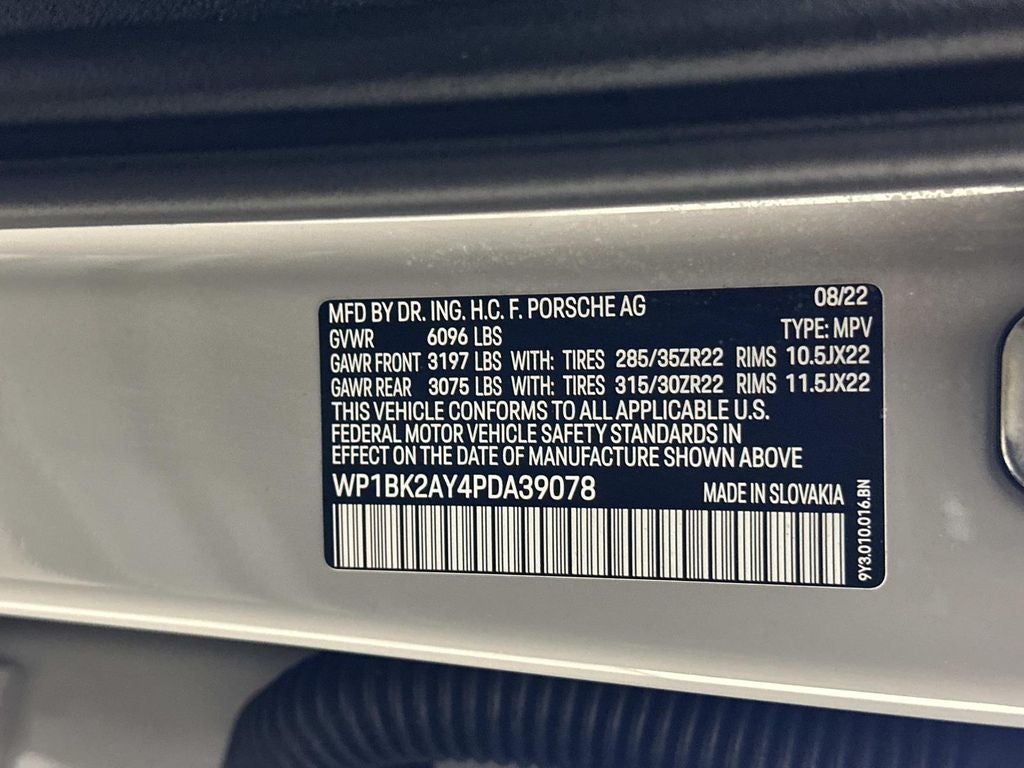 MFD BY DR. ING. H.C. F. PORSCHE AG 08/22
GVWR 6096 LBS TYPE: MPV
GAWR FRONT 3197 LBS WITH: TIRES 285/35ZR22 RIMS 10.5JX22
GAWR REAR 3075 LBS WITH: TIRES 315/30ZR22 RIMS 11.5JX22
THIS VEHICLE CONFORMS TO ALL APPLICABLE U.S.
FEDERAL MOTOR VEHICLE SAFETY STANDARDS IN
EFFECT ON THE DATE OF MANUFACTURE SHOWN ABOVE
WP1BK2AY4PDA39078 MADE IN SLOVAKIA
9Y3.010.016.BN